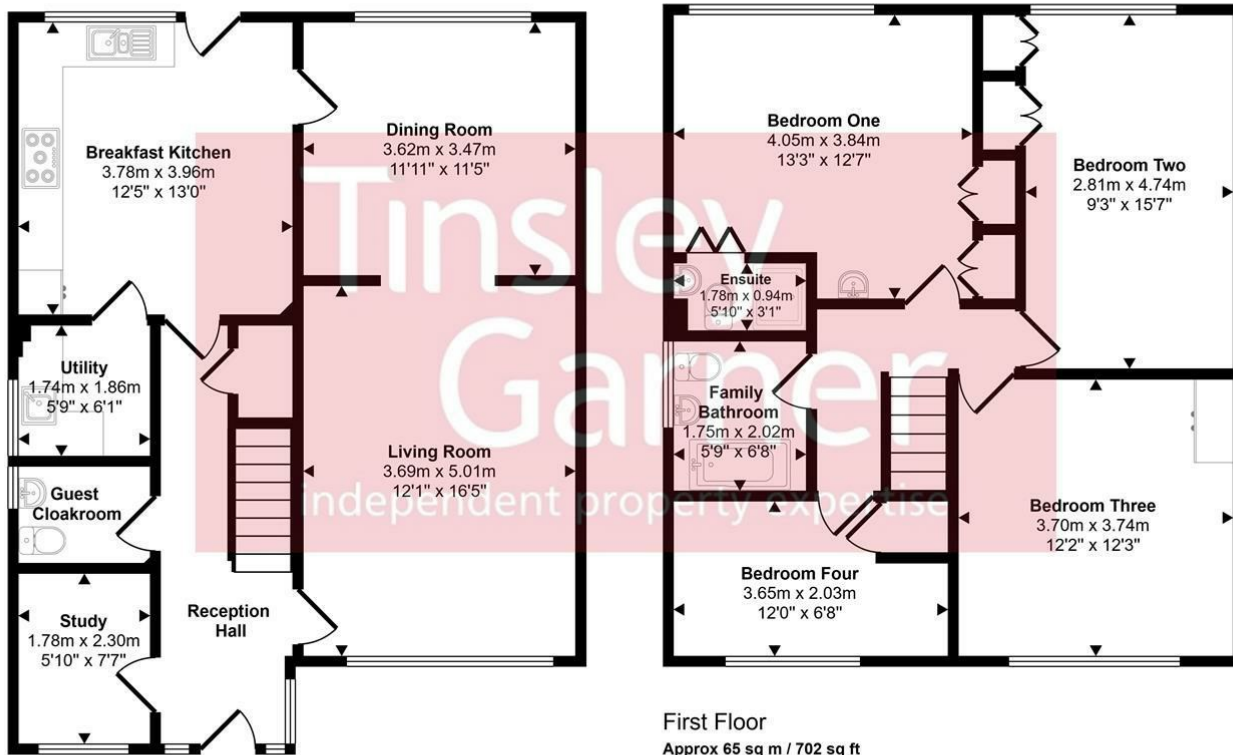 Breakfast Kitchen
3.78m x 3.96m
12'5" x 13'0"
Dining Room
3.62m x 3.47m
11'11" x 11'5"
Utility
1.74m x 1.86m
5'9" x 6'1"
Living Room
3.69m x 5.01m
12'1" x 16'5"
Guest
Cloakroom
Study
1.78m x 2.30m
5'10" x 7'7"
Reception
Hall
Bedroom One
4.05m x 3.84m
13'3" x 12'7"
Bedroom Two
2.81m x 4.74m
9'3" x 15'7"
Ensuite
1.78m x 0.94m
5'10" x 3'1"
Family
Bathroom
1.75m x 2.02m
5'9" x 6'8"
Bedroom Three
3.70m x 3.74m
12'2" x 12'3"
Bedroom Four
3.65m x 2.03m
12'0" x 6'8"
First Floor
Approx 65 sq m / 702 sq ft
Tinsley
Garner
independent property expertise